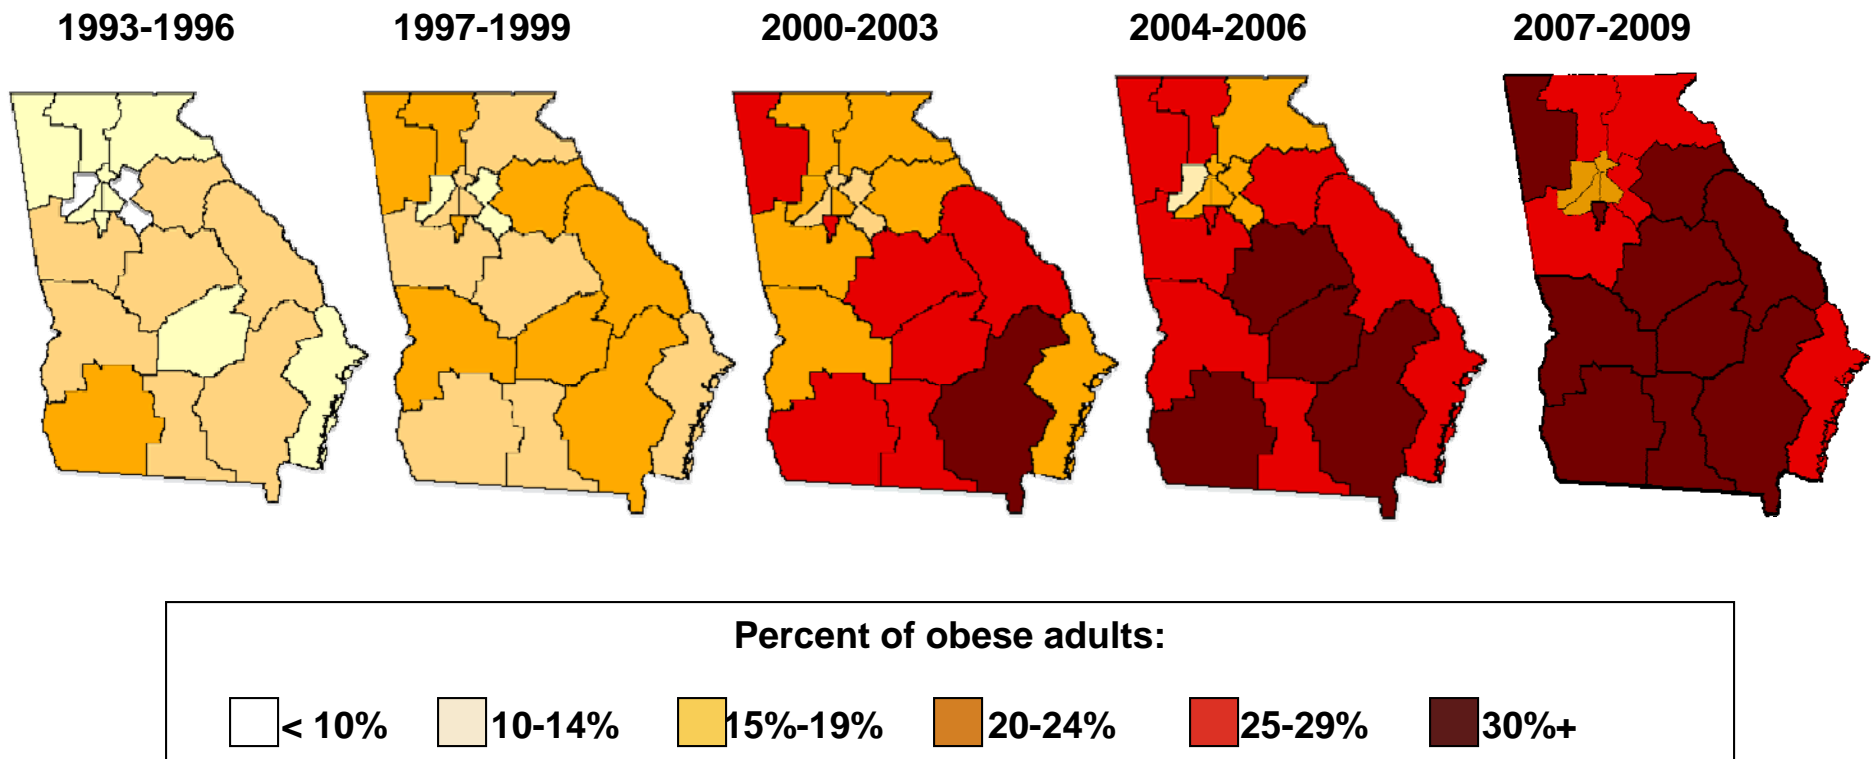 1993-1996 1997-1999 2000-2003 2004-2006 2007-2009
Percent of obese adults:
< 10% 10-14% 15%-19% 20-24% 25-29% 30%+